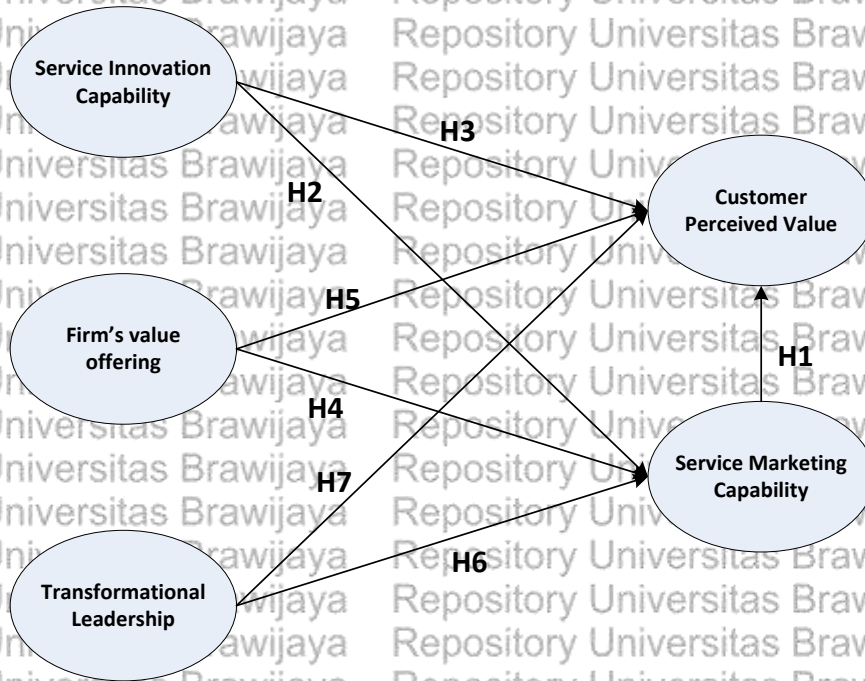 Service Innovation
Capability
H3
H2
Customer
Perceived Value
H5
Firm's value
offering
H1
H4
Service Marketing
Capability
H7
H6
Transformational
Leadership
Repository Universitas Brawijaya